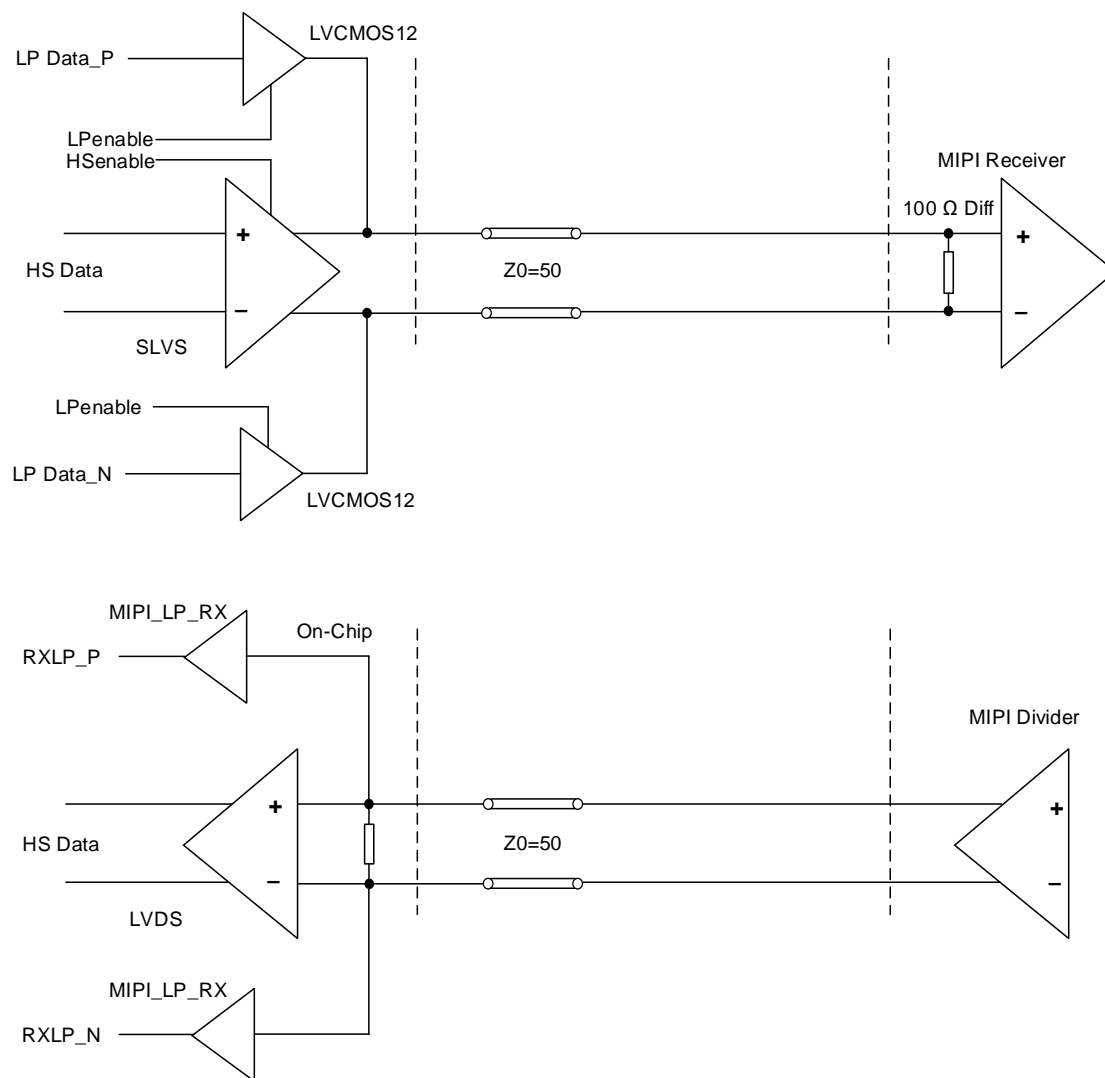 LVCMOS12
LP Data_P
LPenable
HSenable
MIPI Receiver
100 Ω Diff
+
+
HS Data
Z0=50
−
−
SLVS
LPenable
LP Data_N
LVCMOS12
MIPI_LP_RX
On-Chip
RXLP_P
MIPI Divider
+
+
HS Data
Z0=50
−
−
LVDS
MIPI_LP_RX
RXLP_N